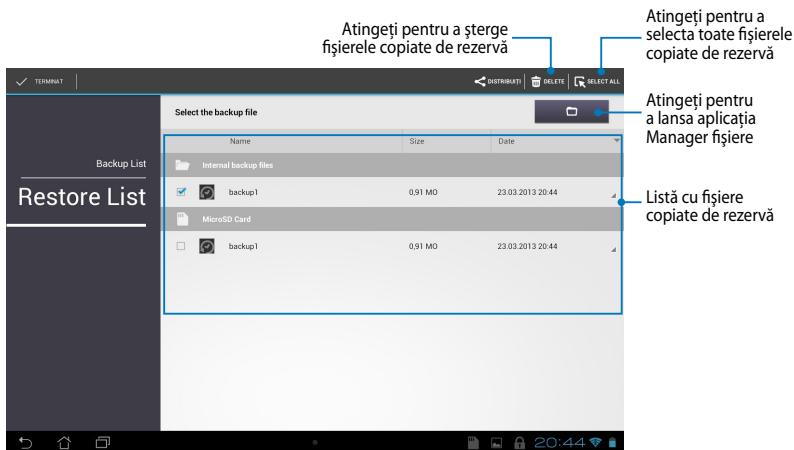 Atingeți pentru a șterge
fișierele copiate de rezervă
Atingeți pentru a
selecta toate fișierele
copiate de rezervă
TERMINAT
DISTRIBUIȚI
DELETE
SELECT ALL
Select the backup file
Atingeți pentru
a lansa aplicația
Manager fișiere
Name Size Date
Backup List
Internal backup files
Restore List
backup1 0,91 MO 23.03.2013 20:44
Listă cu fișiere
copiate de rezervă
MicroSD Card
backup1 0,91 MO 23.03.2013 20:44
20:44